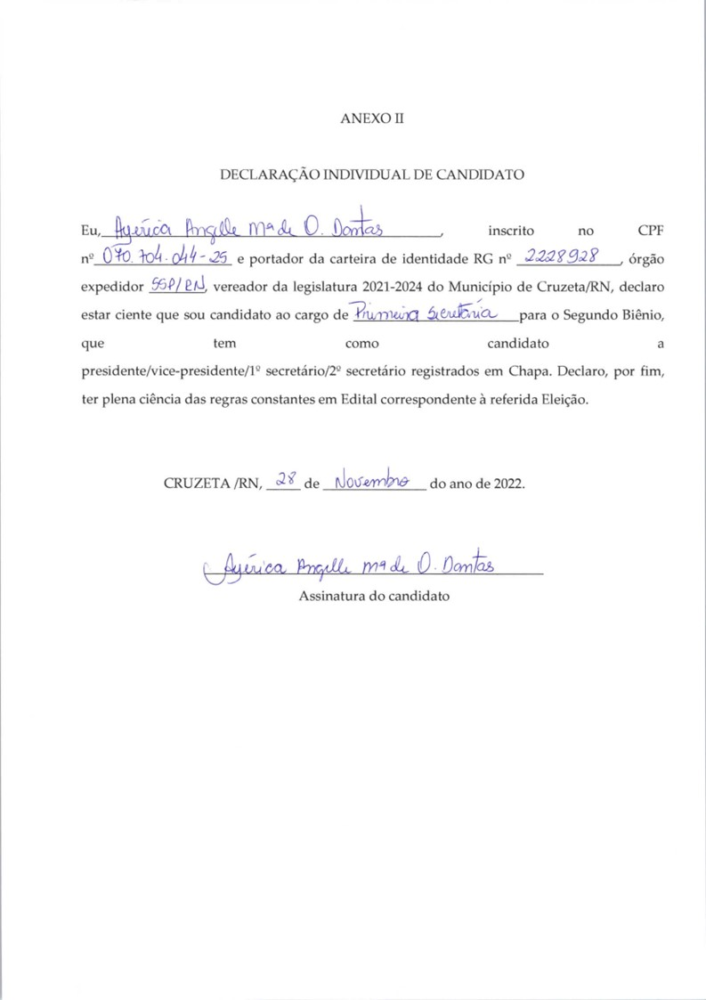 ANEXO II
DECLARAÇÃO INDIVIDUAL DE CANDIDATO
Eu, Ayérica Angelle Mª de O. Dantas, inscrito no CPF
nº 070.704.044-25 e portador da carteira de identidade RG nº 2228928, órgão
expedidor SSP/RN, vereador da legislatura 2021-2024 do Município de Cruzeta/RN, declaro
estar ciente que sou candidato ao cargo de Primeira Secretária para o Segundo Biênio,
que tem como candidato a
presidente/vice-presidente/1º secretário/2º secretário registrados em Chapa. Declaro, por fim,
ter plena ciência das regras constantes em Edital correspondente à referida Eleição.
CRUZETA /RN, 28 de Novembro do ano de 2022.
Ayérica Angelle Mª de O. Dantas
Assinatura do candidato